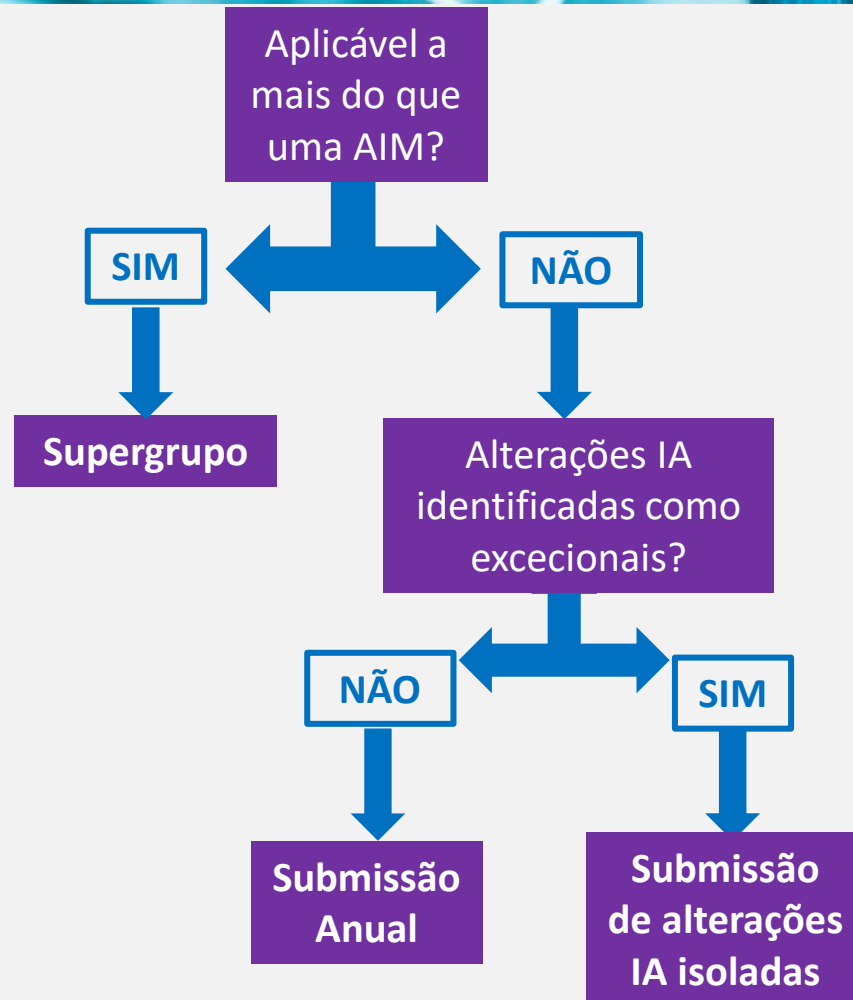 Aplicável a
mais do que
uma AIM?
SIM
NÃO
Supergrupo
Alterações IA
identificadas como
excecionais?
NÃO
SIM
Submissão
Anual
Submissão
de alterações
IA isoladas